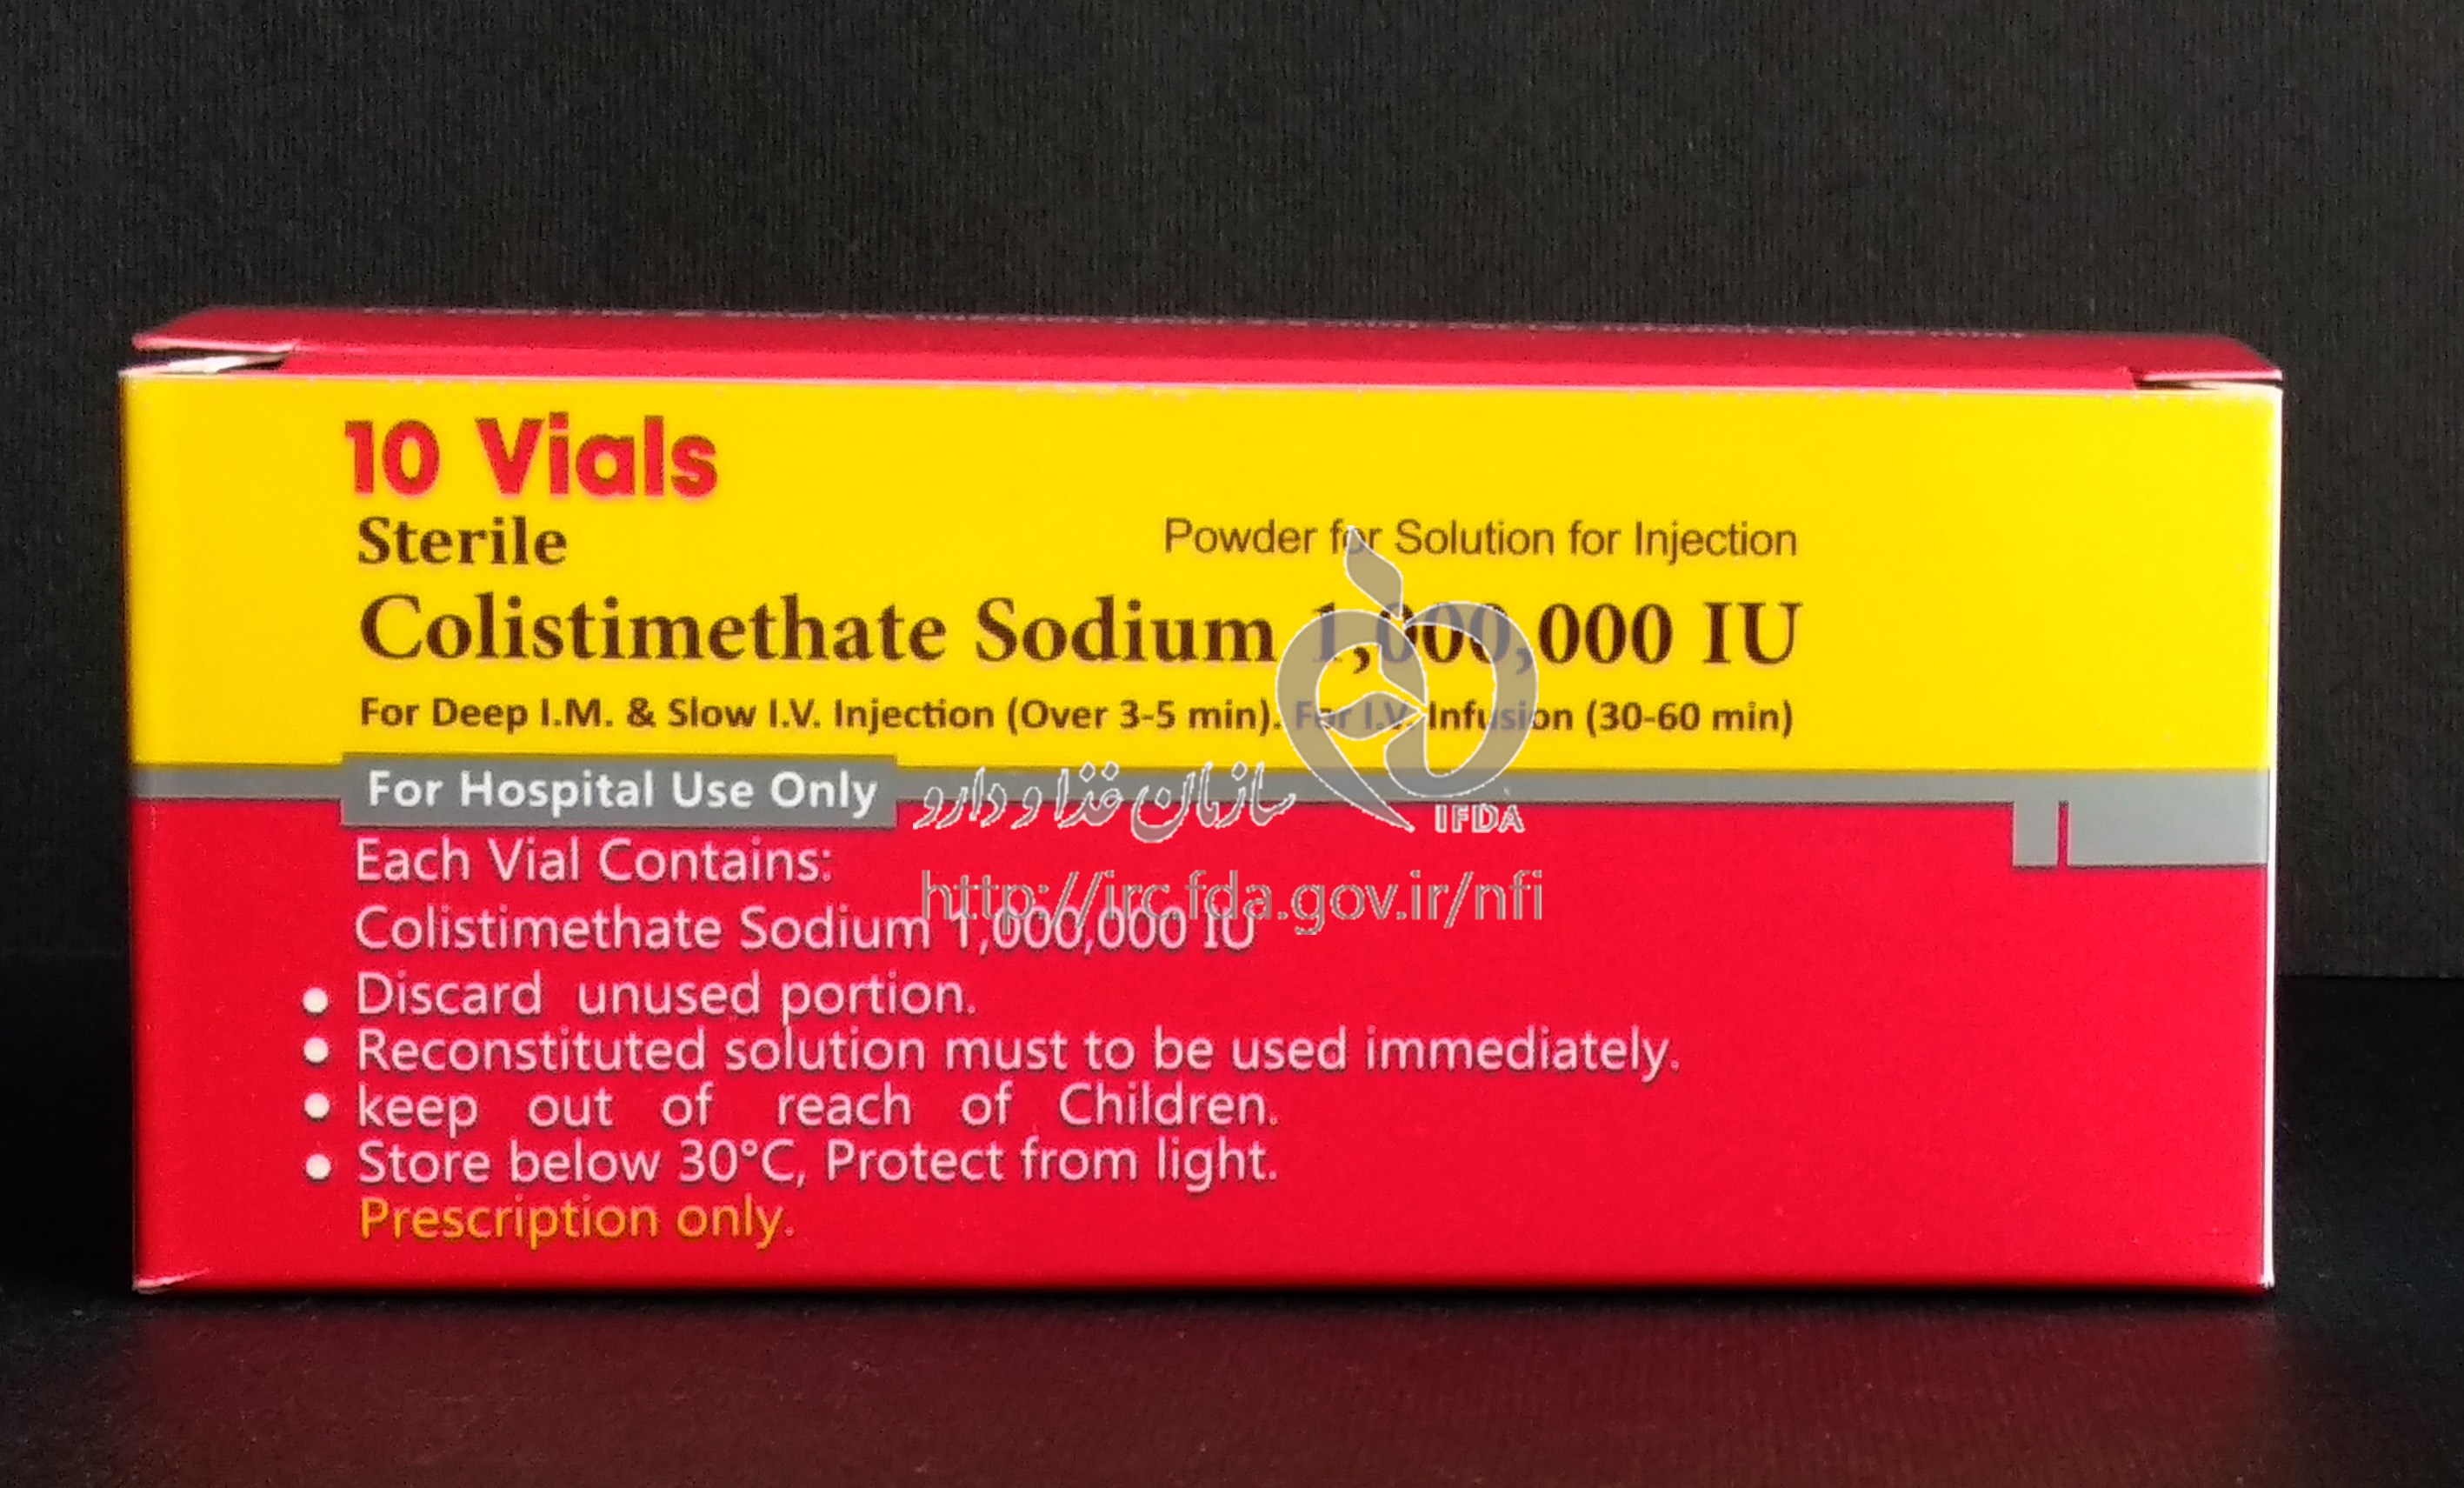 10 Vials
Sterile
Powder for Solution for Injection
Colistimethate Sodium 1,000,000 IU
For Deep I.M. & Slow I.V. Injection (Over 3-5 min). For I.V. Infusion (30-60 min)
For Hospital Use Only
سازمان غذا و دارو
IFDA
http://irc.fda.gov.ir/nfi
Each Vial Contains:
Colistimethate Sodium 1,000,000 IU
● Discard unused portion.
● Reconstituted solution must to be used immediately.
● keep out of reach of Children.
● Store below 30°C, Protect from light.
Prescription only.